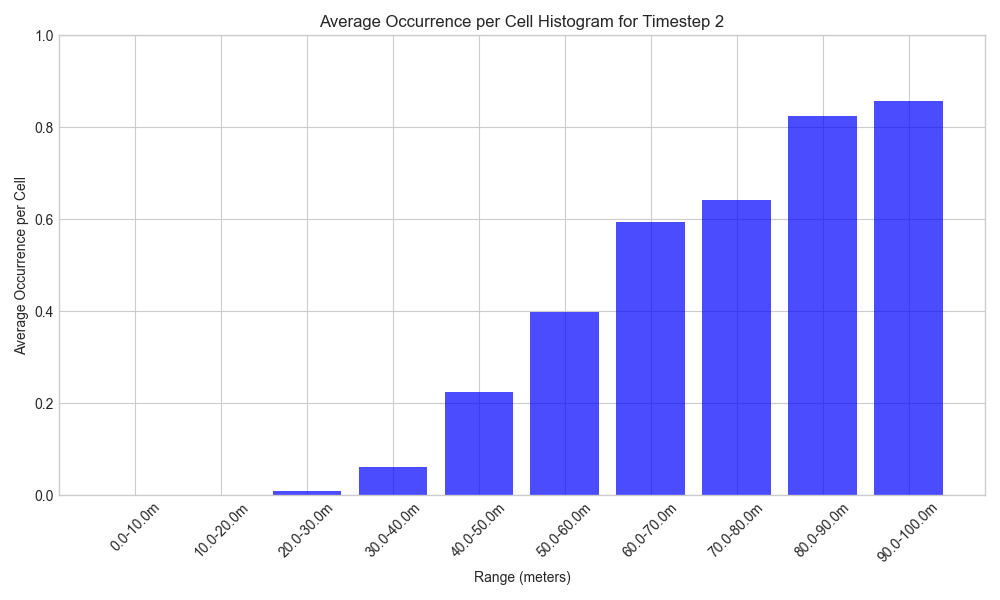 Average Occurrence per Cell Histogram for Timestep 2
1.0
0.8
0.6
0.4
0.2
0.0
Average Occurrence per Cell
0.0-10.0m
10.0-20.0m
20.0-30.0m
30.0-40.0m
40.0-50.0m
50.0-60.0m
60.0-70.0m
70.0-80.0m
80.0-90.0m
90.0-100.0m
Range (meters)